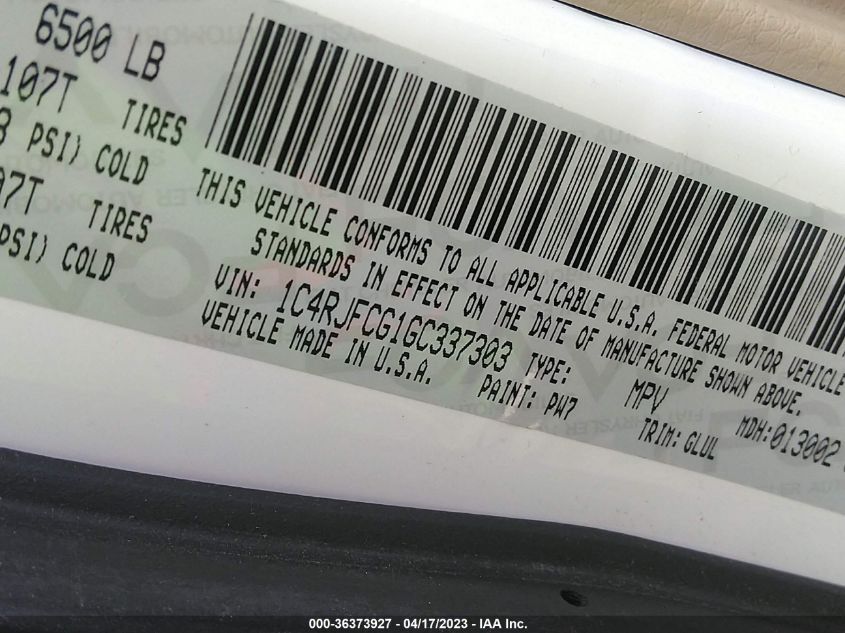 6500 LB
107T TIRES
PSI) COLD
07T TIRES
PSI) COLD
THIS VEHICLE CONFORMS TO ALL APPLICABLE U.S.A. FEDERAL MOTOR VEHICLE
STANDARDS IN EFFECT ON THE DATE OF MANUFACTURE SHOWN ABOVE.
VIN: 1C4RJFCG1GC337303 TYPE: MPV MDH:013002
VEHICLE MADE IN U.S.A. PAINT: PW7 TRIM: GLUL
000-36373927 - 04/17/2023 - IAA Inc.